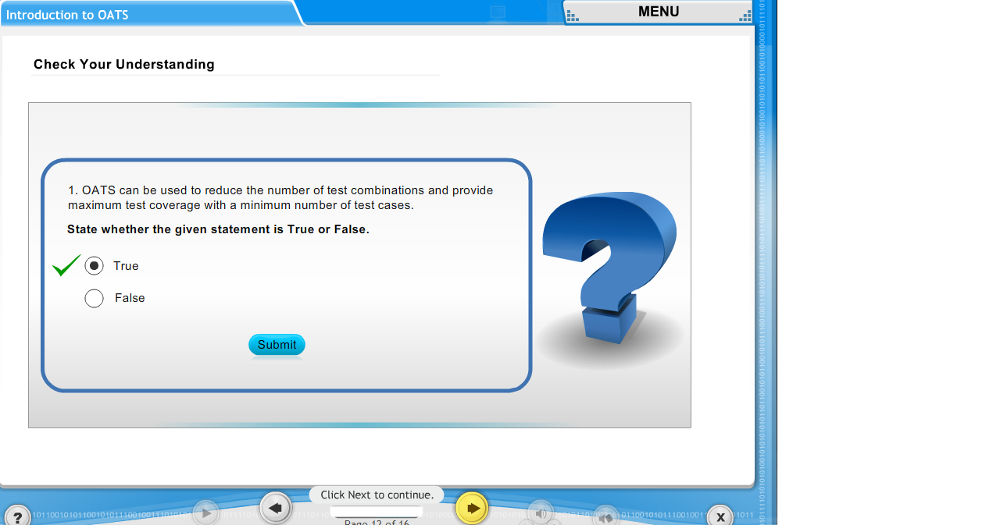 Introduction to OATS
MENU
Check Your Understanding
1. OATS can be used to reduce the number of test combinations and provide
maximum test coverage with a minimum number of test cases.
State whether the given statement is True or False.
True
False
Submit
?
Click Next to continue.
Page 12 of 16
X